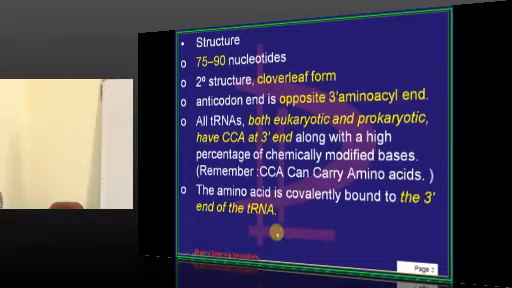 • Structure
o 75–90 nucleotides
o 2º structure, cloverleaf form
o anticodon end is opposite 3'aminoacyl end.
o All tRNAs, both eukaryotic and prokaryotic,
have CCA at 3' end along with a high
percentage of chemically modified bases.
(Remember :CCA Can Carry Amino acids. )
o The amino acid is covalently bound to the 3'
end of the tRNA.
Page